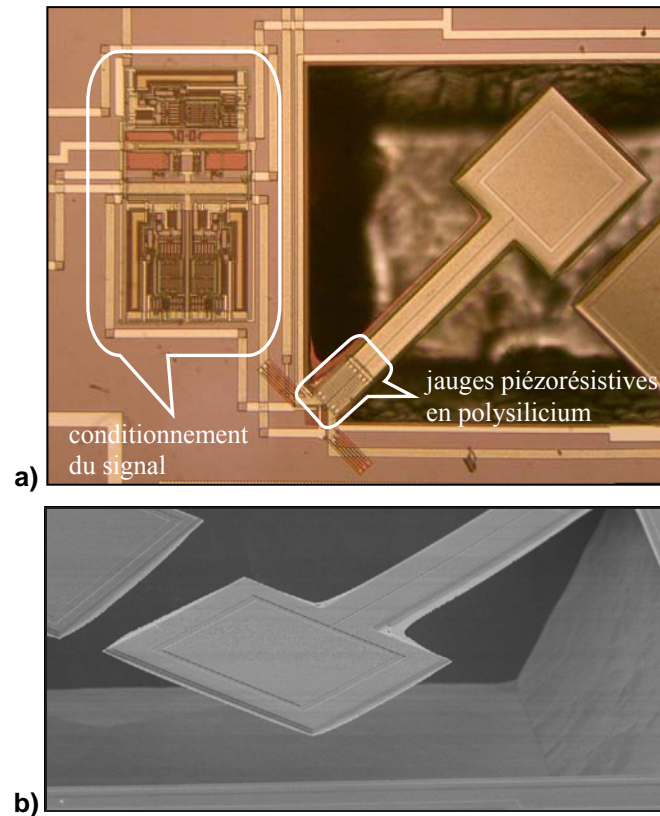 jauges piézorésistives
en polysilicium
conditionnement
du signal
a)
b)